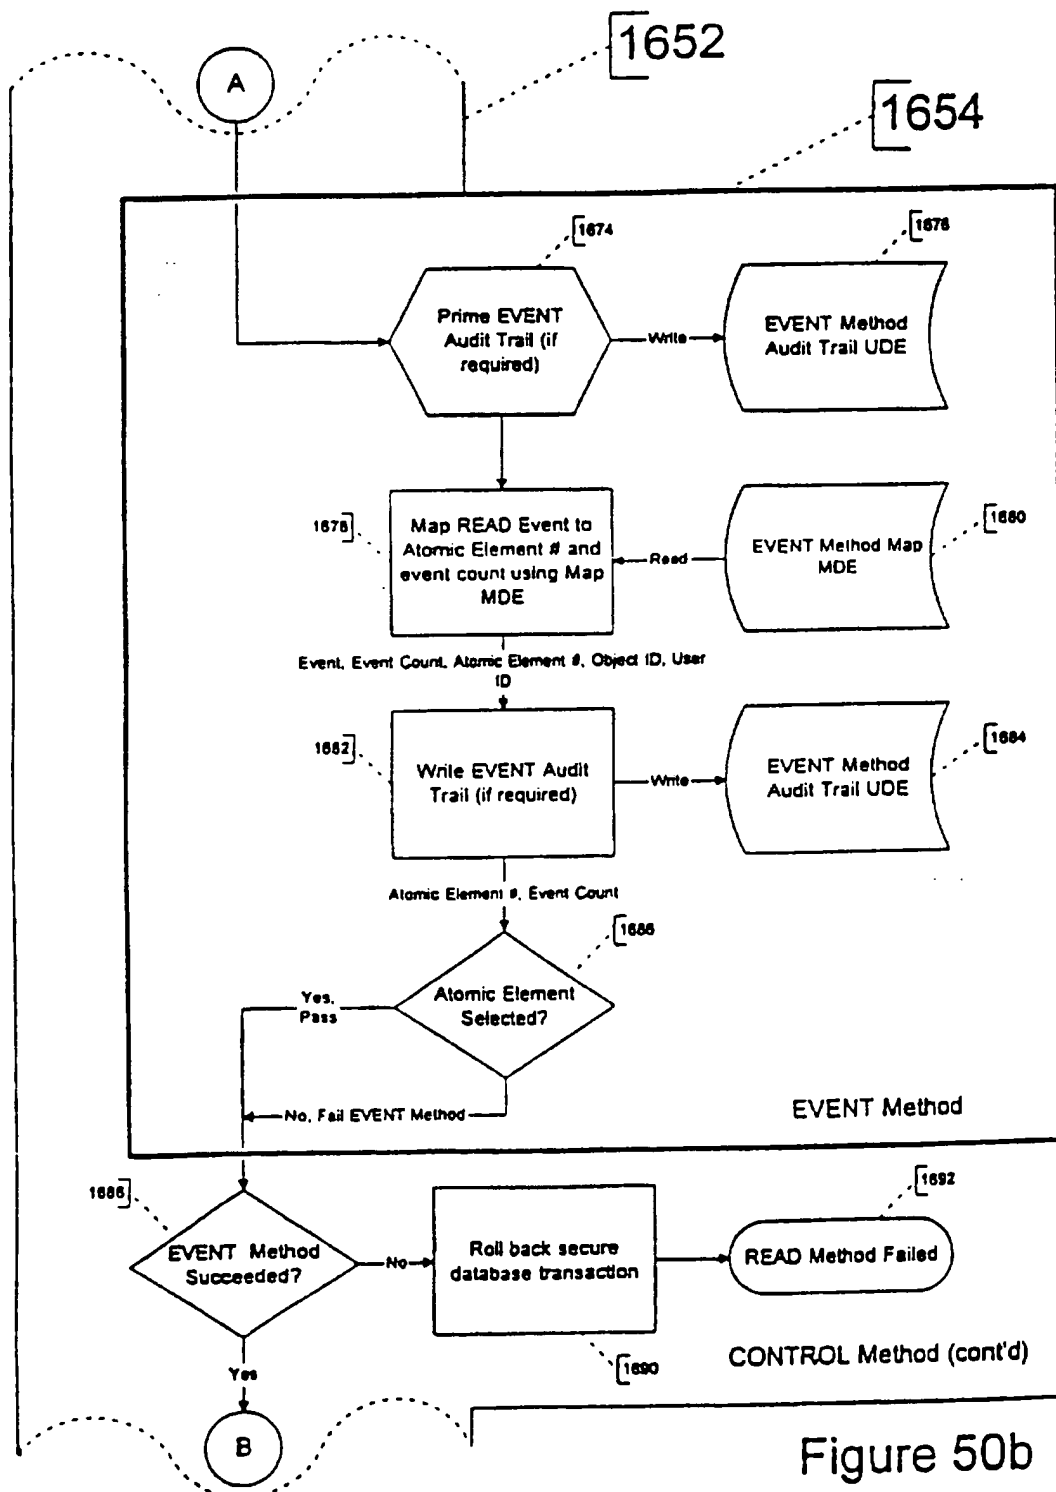 1652
A
1654
1674
1676
Prime EVENT
Audit Trail (if
required)
Write
EVENT Method
Audit Trail UDE
1678
Map READ Event to
Atomic Element # and
event count using Map
MDE
Read
EVENT Method Map
MDE
1680
Event, Event Count, Atomic Element #, Object ID, User
ID
1682
Write EVENT Audit
Trail (if required)
Write
EVENT Method
Audit Trail UDE
1684
Atomic Element #, Event Count
1686
Atomic Element
Selected?
Yes,
Pass
No, Fail EVENT Method
EVENT Method
1686
EVENT Method
Succeeded?
No
Roll back secure
database transaction
1692
READ Method Failed
1690
Yes
CONTROL Method (cont'd)
B
Figure 50b